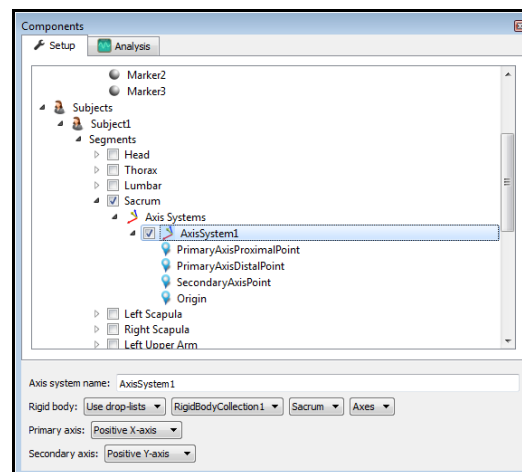 Components
Setup
Analysis
Marker2
Marker3
Subjects
Subject1
Segments
Head
Thorax
Lumbar
Sacrum
Axis Systems
AxisSystem1
PrimaryAxisProximalPoint
PrimaryAxisDistalPoint
SecondaryAxisPoint
Origin
Left Scapula
Right Scapula
Left Upper Arm
Axis system name: AxisSystem1
Rigid body: Use drop-lists RigidBodyCollection1 Sacrum Axes
Primary axis: Positive X-axis
Secondary axis: Positive Y-axis